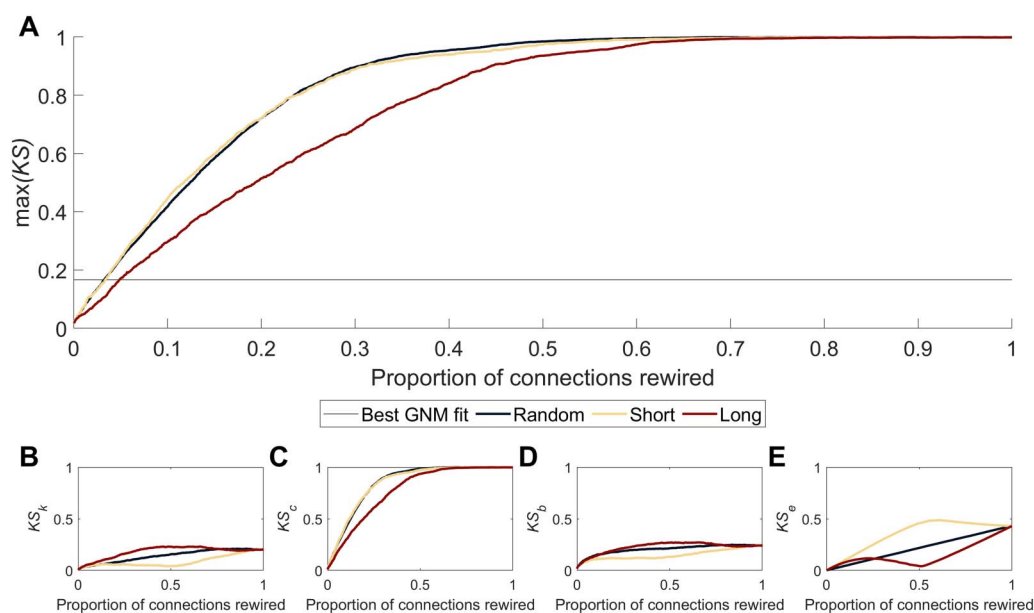 A
max(KS)
1
0.8
0.6
0.4
0.2
0
0 0.1 0.2 0.3 0.4 0.5 0.6 0.7 0.8 0.9 1
Proportion of connections rewired
Best GNM fit Random Short Long
B
KS_k
1
0.5
0
0 0.5 1
Proportion of connections rewired
C
KS_c
1
0.5
0
0 0.5 1
Proportion of connections rewired
D
KS_b
1
0.5
0
0 0.5 1
Proportion of connections rewired
E
KS_e
1
0.5
0
0 0.5 1
Proportion of connections rewired